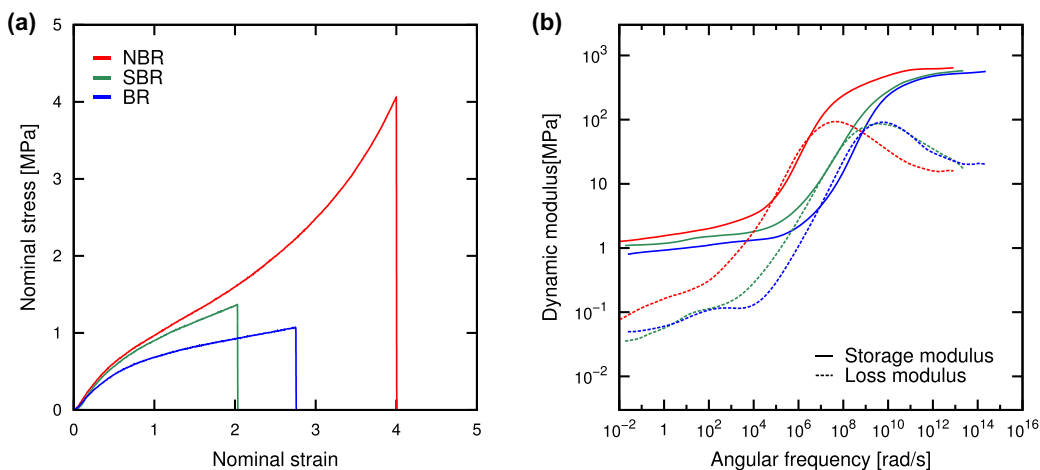 (a)
5
4
3
2
1
0
NBR
SBR
BR
Nominal stress [MPa]
0 1 2 3 4 5
Nominal strain
(b)
10³
10²
10
1
10⁻¹
10⁻²
Dynamic modulus[MPa]
Storage modulus
Loss modulus
10⁻² 1 10² 10⁴ 10⁶ 10⁸ 10¹⁰ 10¹² 10¹⁴ 10¹⁶
Angular frequency [rad/s]